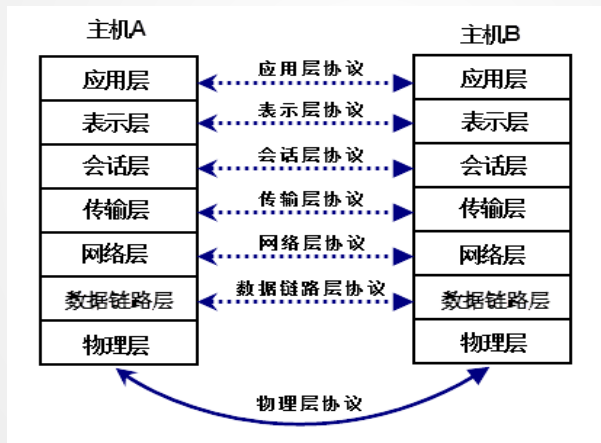 主机A
主机B
应用层
应用层协议
应用层
表示层
表示层协议
表示层
会话层
会话层协议
会话层
传输层
传输层协议
传输层
网络层
网络层协议
网络层
数据链路层
数据链路层协议
数据链路层
物理层
物理层
物理层协议